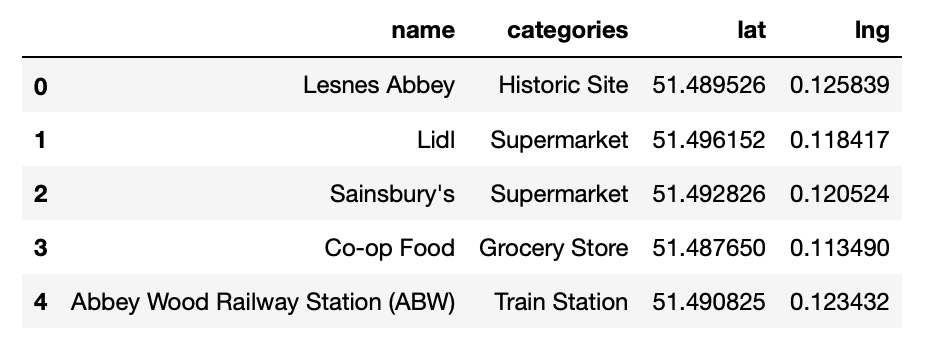 name categories lat lng
0 Lesnes Abbey Historic Site 51.489526 0.125839
1 Lidl Supermarket 51.496152 0.118417
2 Sainsbury's Supermarket 51.492826 0.120524
3 Co-op Food Grocery Store 51.487650 0.113490
4 Abbey Wood Railway Station (ABW) Train Station 51.490825 0.123432